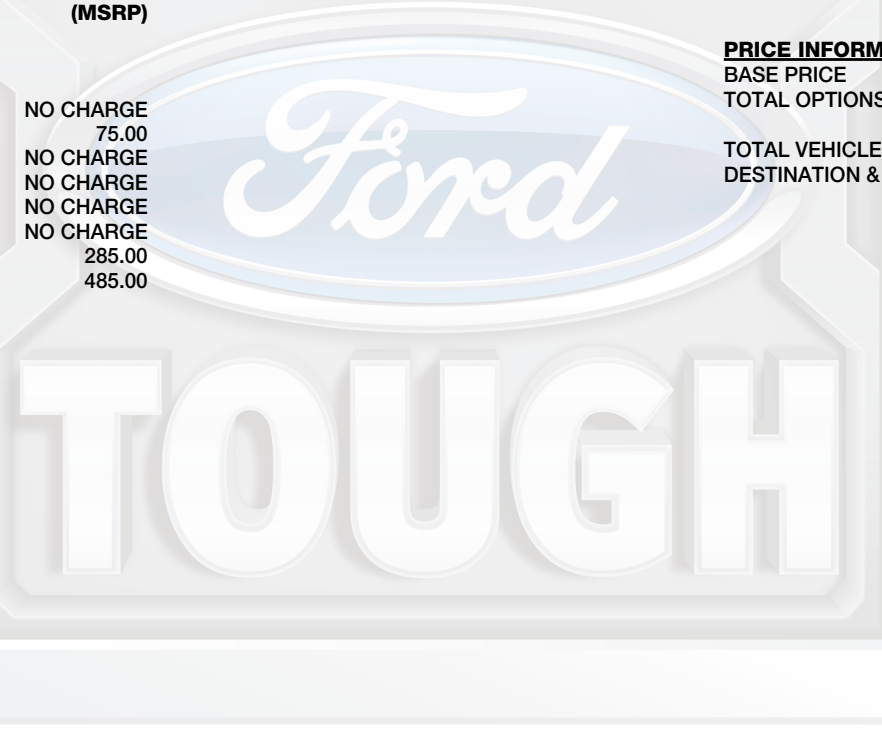 (MSRP)
NO CHARGE
75.00
NO CHARGE
NO CHARGE
NO CHARGE
NO CHARGE
285.00
485.00
PRICE INFORM
BASE PRICE
TOTAL OPTIONS
TOTAL VEHICLE
DESTINATION &
Ford
TOUGH